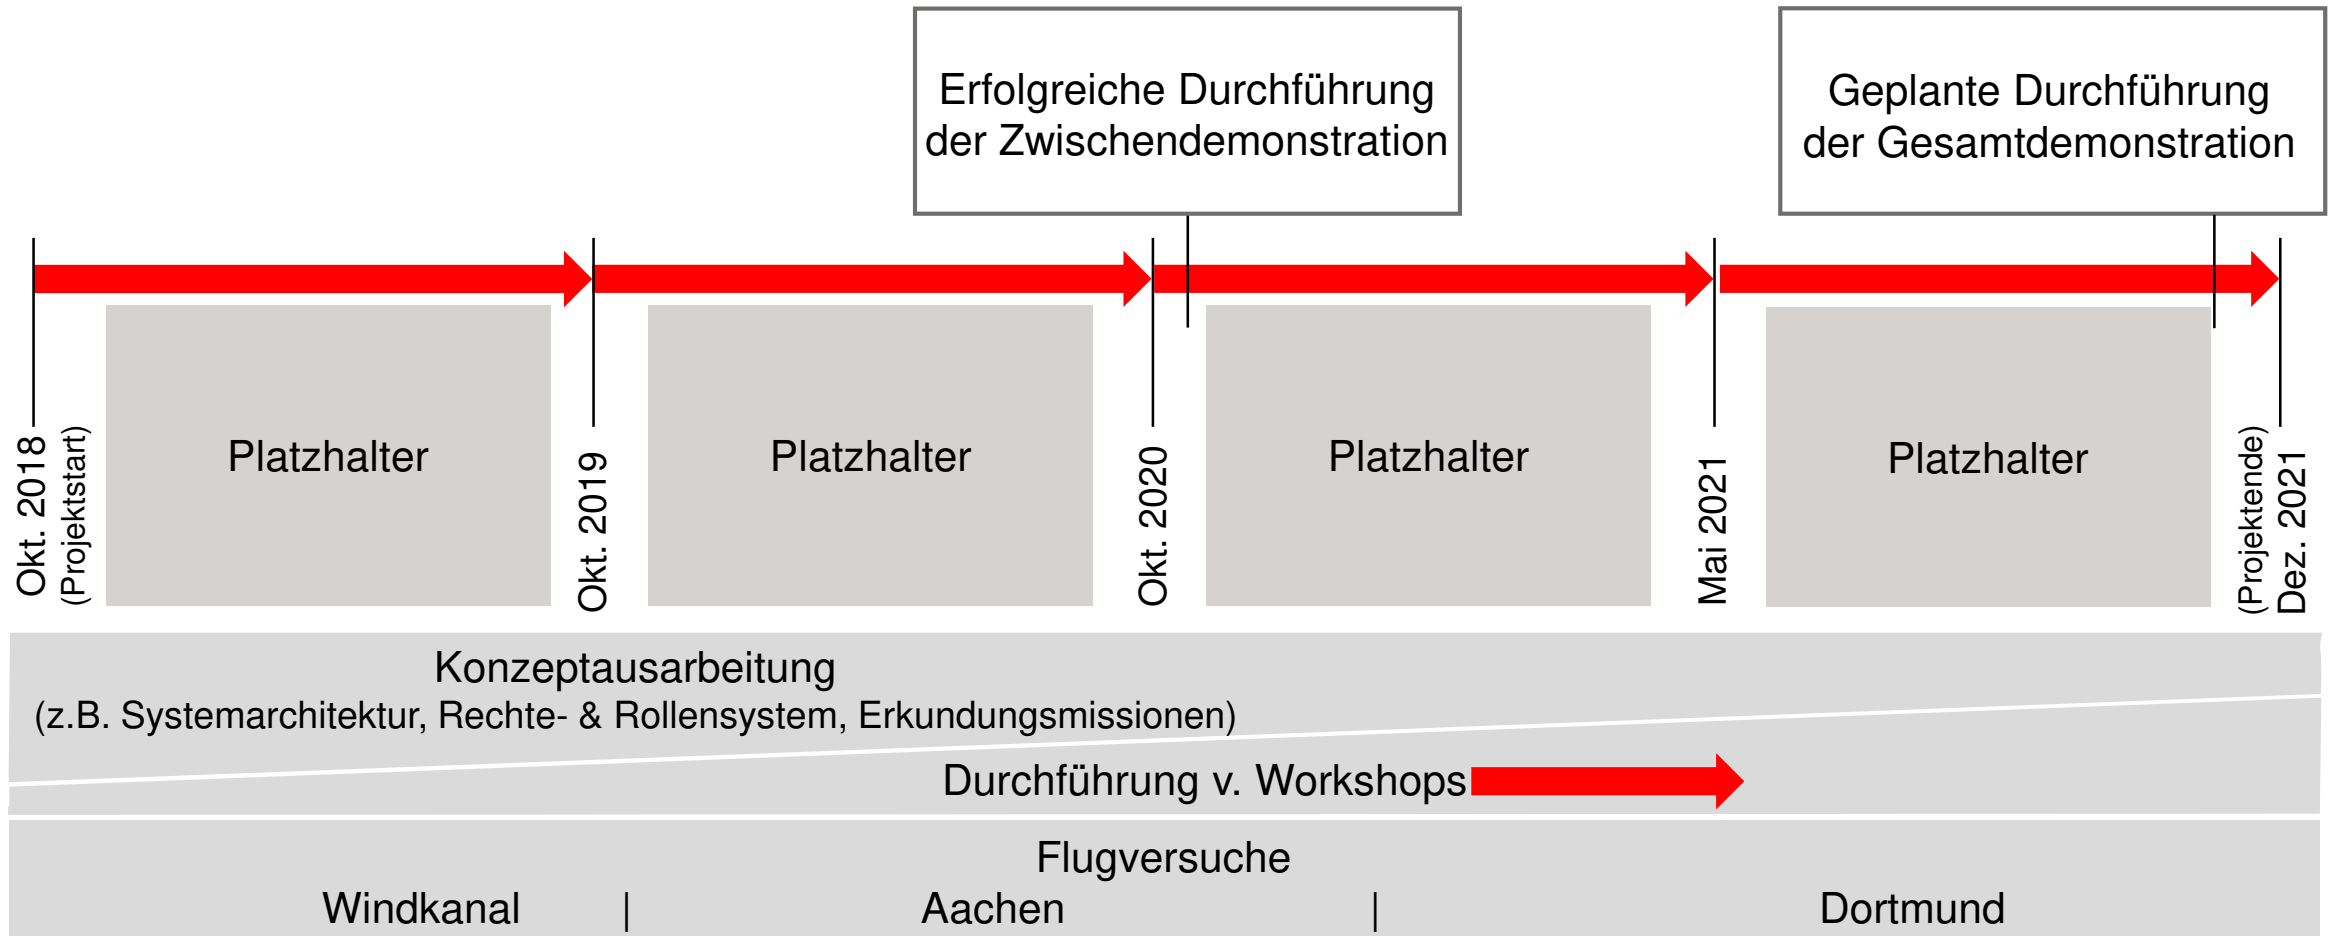 Erfolgreiche Durchführung
der Zwischendemonstration
Geplante Durchführung
der Gesamtdemonstration
Okt. 2018
(Projektstart)
Platzhalter
Okt. 2019
Platzhalter
Okt. 2020
Platzhalter
Mai 2021
Platzhalter
(Projektende)
Dez. 2021
Konzeptausarbeitung
(z.B. Systemarchitektur, Rechte- & Rollensystem, Erkundungsmissionen)
Durchführung v. Workshops
Flugversuche
Windkanal | Aachen | Dortmund